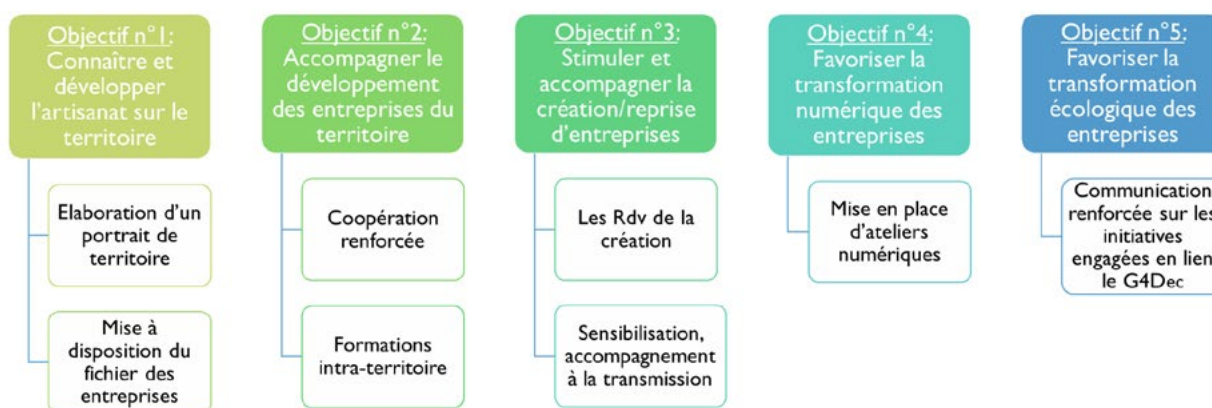 Objectif n°1:
Connaître et
développer
l'artisanat sur le
territoire
Elaboration d'un
portrait de
territoire
Mise à
disposition du
fichier des
entreprises
Objectif n°2:
Accompagner le
développement
des entreprises du
territoire
Coopération
renforcée
Formations
intra-territoire
Objectif n°3:
Stimuler et
accompagner la
création/reprise
d'entreprises
Les Rdv de la
création
Sensibilisation,
accompagnement
à la transmission
Objectif n°4:
Favoriser la
transformation
numérique des
entreprises
Mise en place
d'ateliers
numériques
Objectif n°5:
Favoriser la
transformation
écologique des
entreprises
Communication
renforcée sur les
initiatives
engagées en lien
le G4Dec